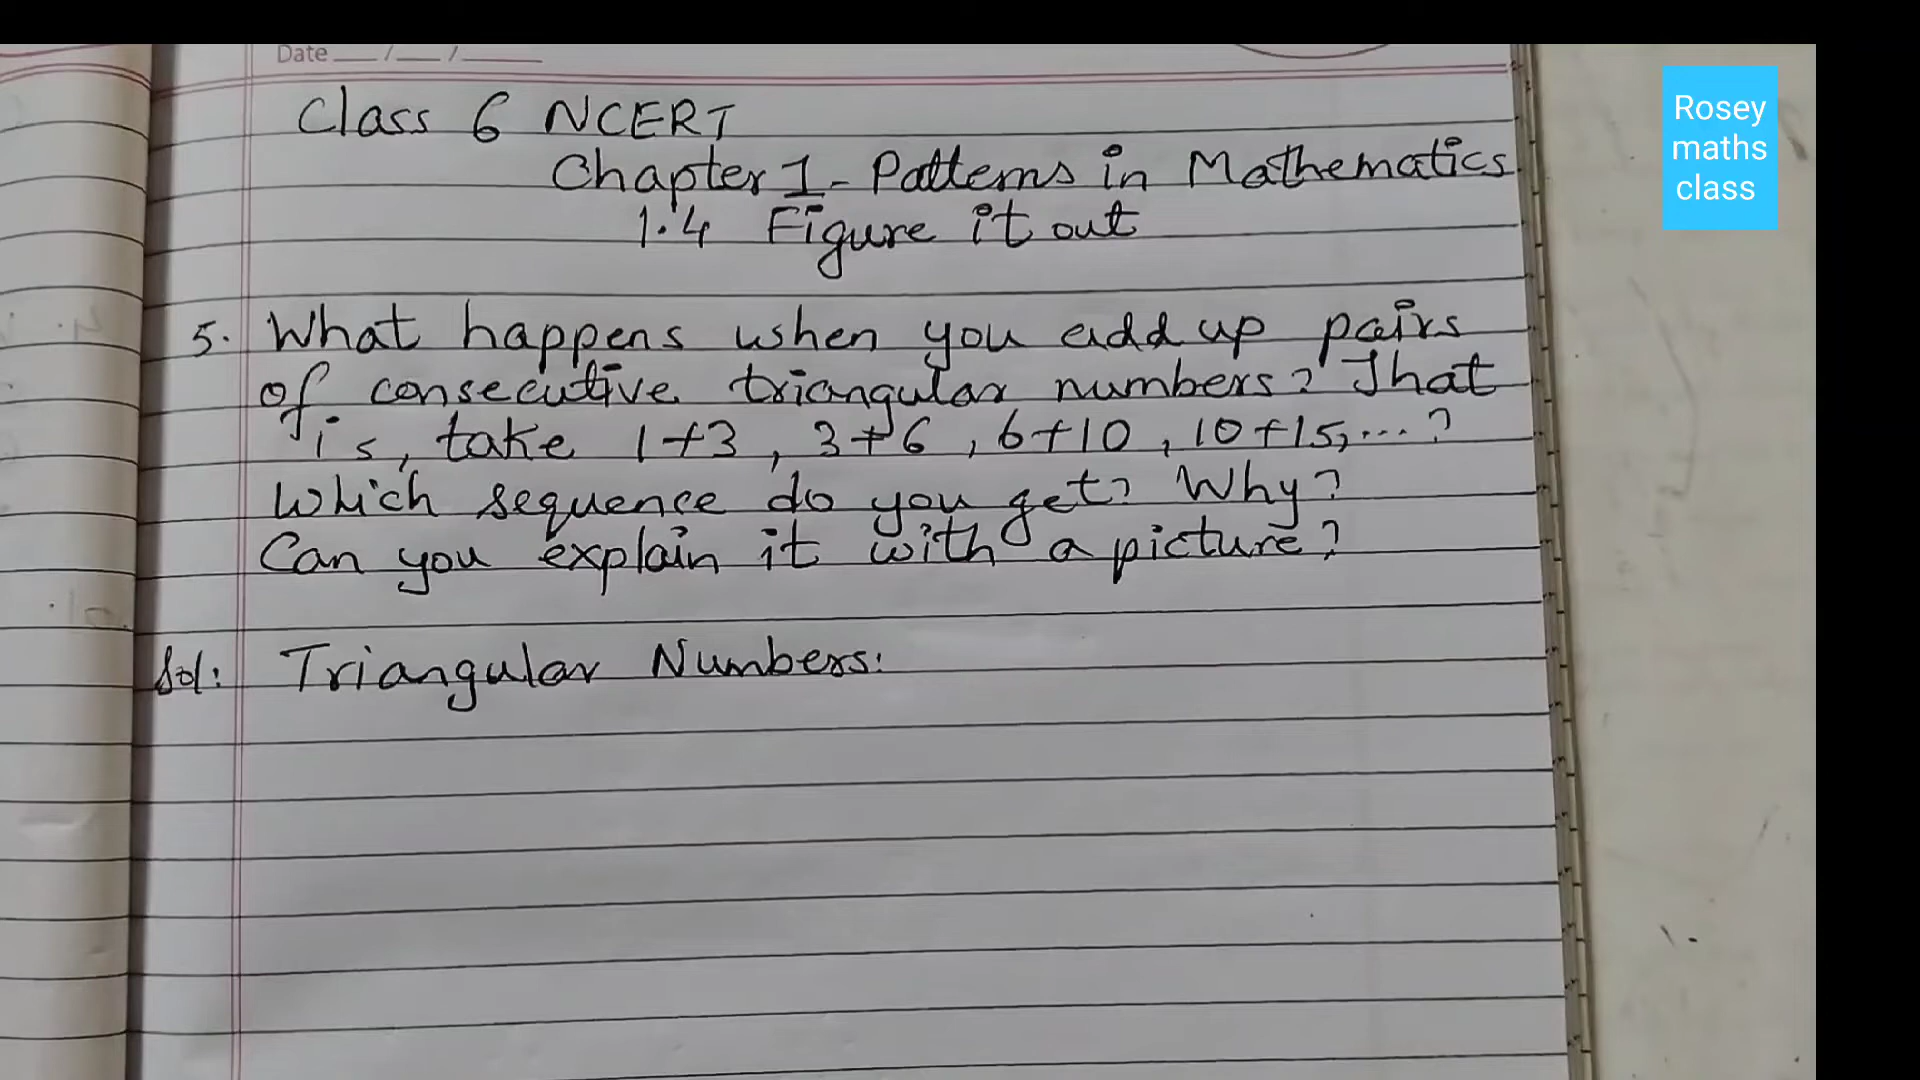 Date __ /__ /____
Class 6 NCERT
Chapter 1 - Patterns in Mathematics
1.4 Figure it out
5. What happens when you add up pairs
of consecutive triangular numbers? That
is, take 1+3, 3+6, 6+10, 10+15, ... ?
Which sequence do you get? Why?
Can you explain it with a picture?
Sol: Triangular Numbers:
Rosey
maths
class